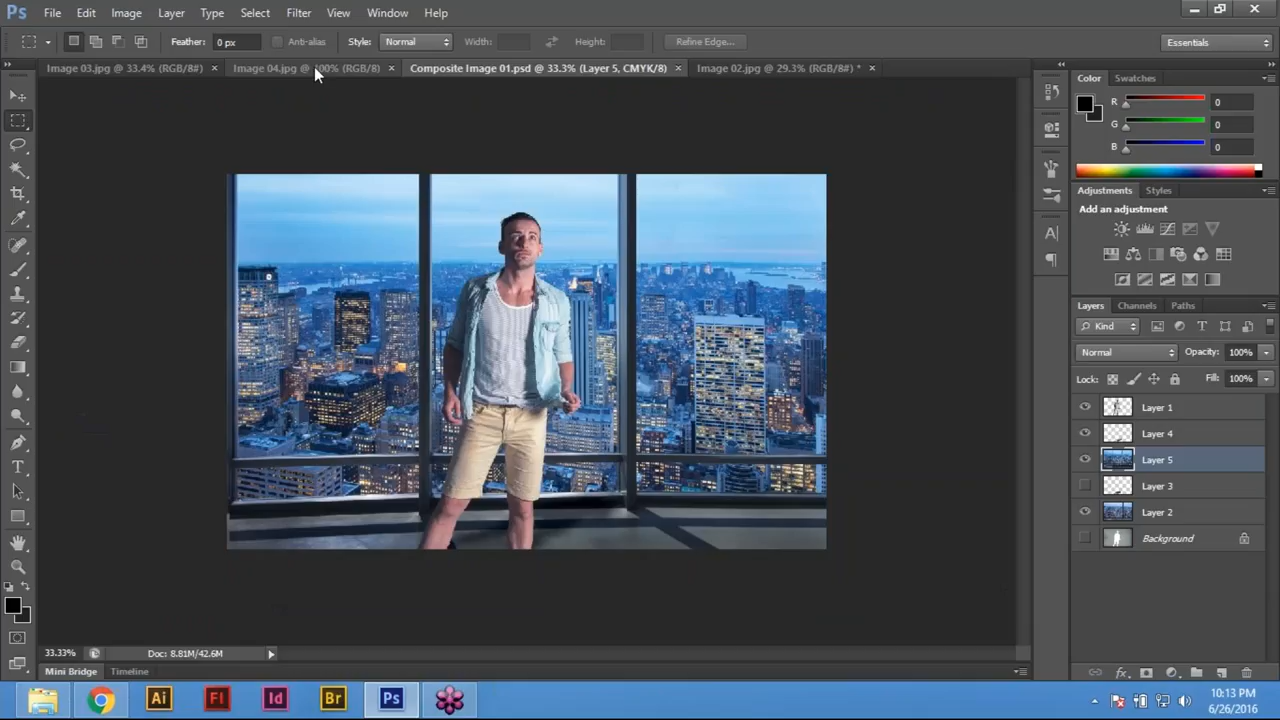 Ps File Edit Image Layer Type Select Filter View Window Help
Feather: 0 px Anti-alias Style: Normal Width: Height: Refine Edge... Essentials
Image 03.jpg @ 33.4% (RGB/8#) × Image 04.jpg @ 100% (RGB/8) × Composite Image 01.psd @ 33.3% (Layer 5, CMYK/8) × Image 02.jpg @ 29.3% (RGB/8#) * ×
Color Swatches
R 0
G 0
B 0
Adjustments Styles
Add an adjustment
Layers Channels Paths
Kind
Normal Opacity: 100%
Lock: Fill: 100%
Layer 1
Layer 4
Layer 5
Layer 3
Layer 2
Background
33.33% Doc: 8.81M/42.6M
Mini Bridge Timeline
Ai Fl Id Br Ps
10:13 PM
6/26/2016